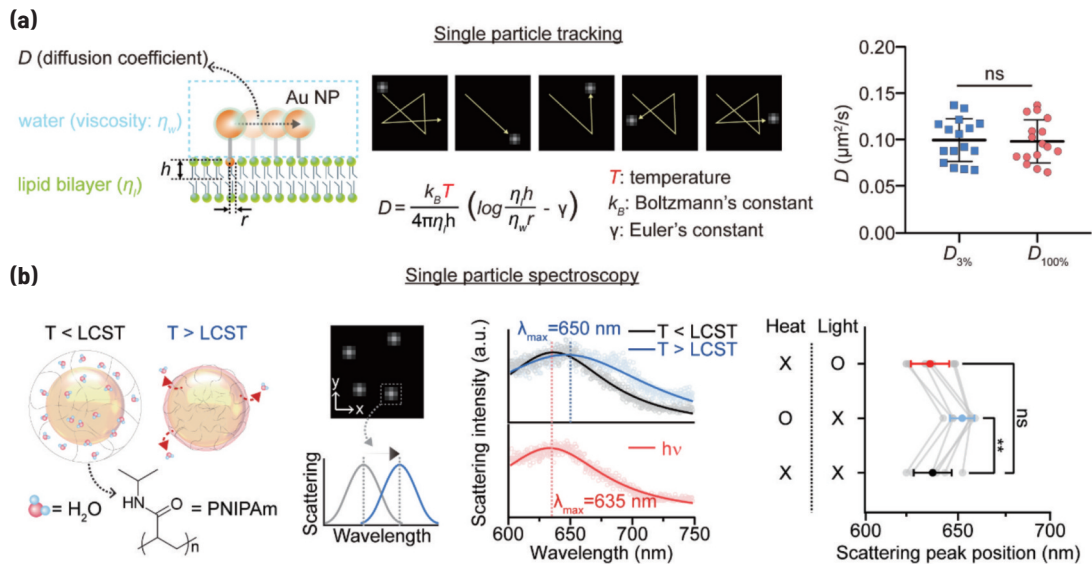 (a)
Single particle tracking
D (diffusion coefficient)
Au NP
water (viscosity: ηw)
h
lipid bilayer (ηl)
r
D = kBT / 4πηlh (log ηlh / ηwr - γ)
T: temperature
kB: Boltzmann's constant
γ: Euler's constant
0.20
0.15
0.10
0.05
0.00
D (μm²/s)
ns
D3%
D100%
(b)
Single particle spectroscopy
T < LCST
T > LCST
= H2O
HN
O
n
= PNIPAm
y
x
Scattering
Wavelength
Scattering intensity (a.u.)
λmax=650 nm
T < LCST
T > LCST
hν
λmax=635 nm
600
650
700
750
Wavelength (nm)
Heat
Light
X
O
O
X
X
X
ns
**
600
650
700
Scattering peak position (nm)